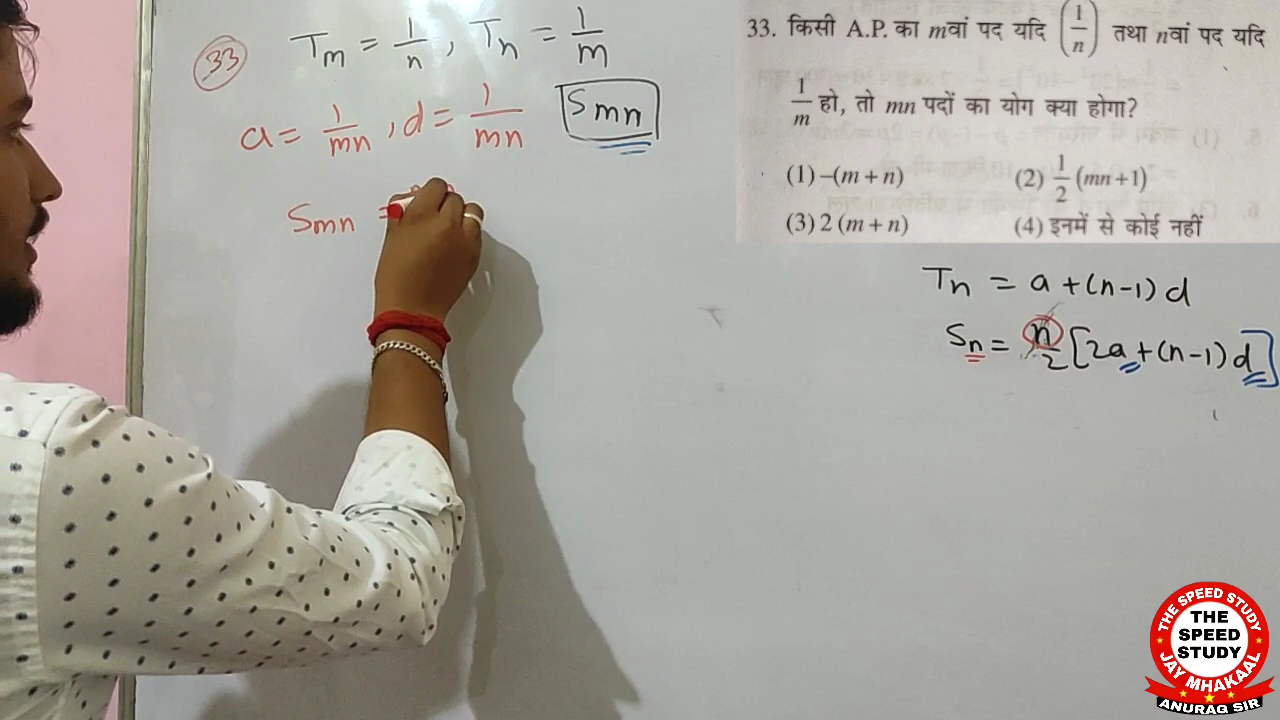 33
Tm = 1/n , Tn = 1/m
a = 1/mn , d = 1/mn
Smn
Smn =
33. किसी A.P. का mवां पद यदि (1/n) तथा nवां पद यदि
1/m हो, तो mn पदों का योग क्या होगा?
(1) –(m + n) (2) 1/2 (mn+1)
(3) 2 (m + n) (4) इनमें से कोई नहीं
Tn = a + (n-1) d
Sn = n/2 [2a + (n-1) d]
THE SPEED STUDY
THE
SPEED
STUDY
JAY MHAKAAL
ANURAG SIR